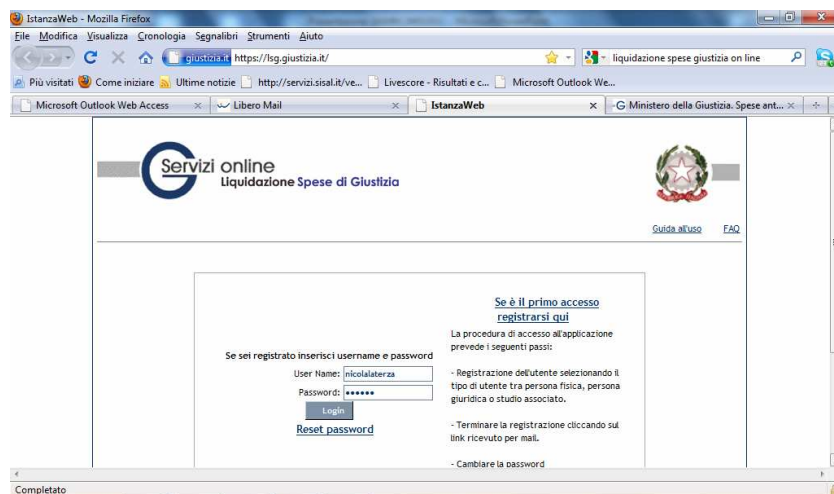 IstanzaWeb - Mozilla Firefox
File Modifica Visualizza Cronologia Segnalibri Strumenti Aiuto
giustizia.it https://lsg.giustizia.it/ liquidazione spese giustizia on line
Più visitati Come iniziare Ultime notizie http://servizi.sisal.it/ve... Livescore - Risultati e c... Microsoft Outlook We...
Microsoft Outlook Web Access Libero Mail IstanzaWeb Ministero della Giustizia. Spese ant...
Servizi online
Liquidazione Spese di Giustizia
Guida all'uso FAQ
Se sei registrato inserisci username e password
User Name: nicolalaterza
Password: ••••••
Login
Reset password
Se è il primo accesso
registrarsi qui
La procedura di accesso all'applicazione
prevede i seguenti passi:
- Registrazione dell'utente selezionando il
tipo di utente tra persona fisica, persona
giuridica o studio associato.
- Terminare la registrazione cliccando sul
link ricevuto per mail.
- Cambiare la password
Completato